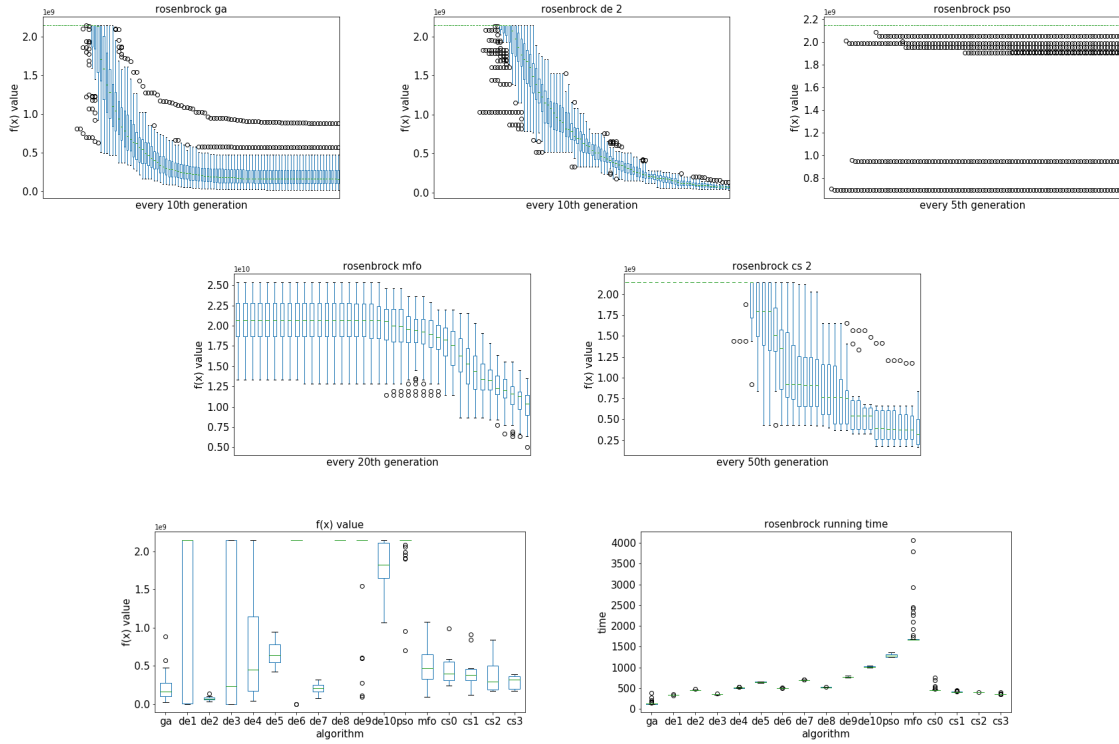 rosenbrock ga
1e9
2.0
1.5
1.0
0.5
0.0
f(x) value
every 10th generation
rosenbrock de 2
1e9
2.0
1.5
1.0
0.5
0.0
f(x) value
every 10th generation
rosenbrock pso
1e9
2.0
1.8
1.6
1.4
1.2
1.0
0.8
f(x) value
every 5th generation
rosenbrock mfo
1e10
2.50
2.25
2.00
1.75
1.50
1.25
1.00
0.75
0.50
f(x) value
every 20th generation
rosenbrock cs 2
1e9
2.00
1.75
1.50
1.25
1.00
0.75
0.50
0.25
f(x) value
every 50th generation
f(x) value
1e9
2.0
1.5
1.0
0.5
0.0
f(x) value
ga de1 de2 de3 de4 de5 de6 de7 de8 de9 de10 pso mfo cs0 cs1 cs2 cs3
algorithm
rosenbrock running time
4000
3500
3000
2500
2000
1500
1000
500
0
time
ga de1 de2 de3 de4 de5 de6 de7 de8 de9 de10 pso mfo cs0 cs1 cs2 cs3
algorithm